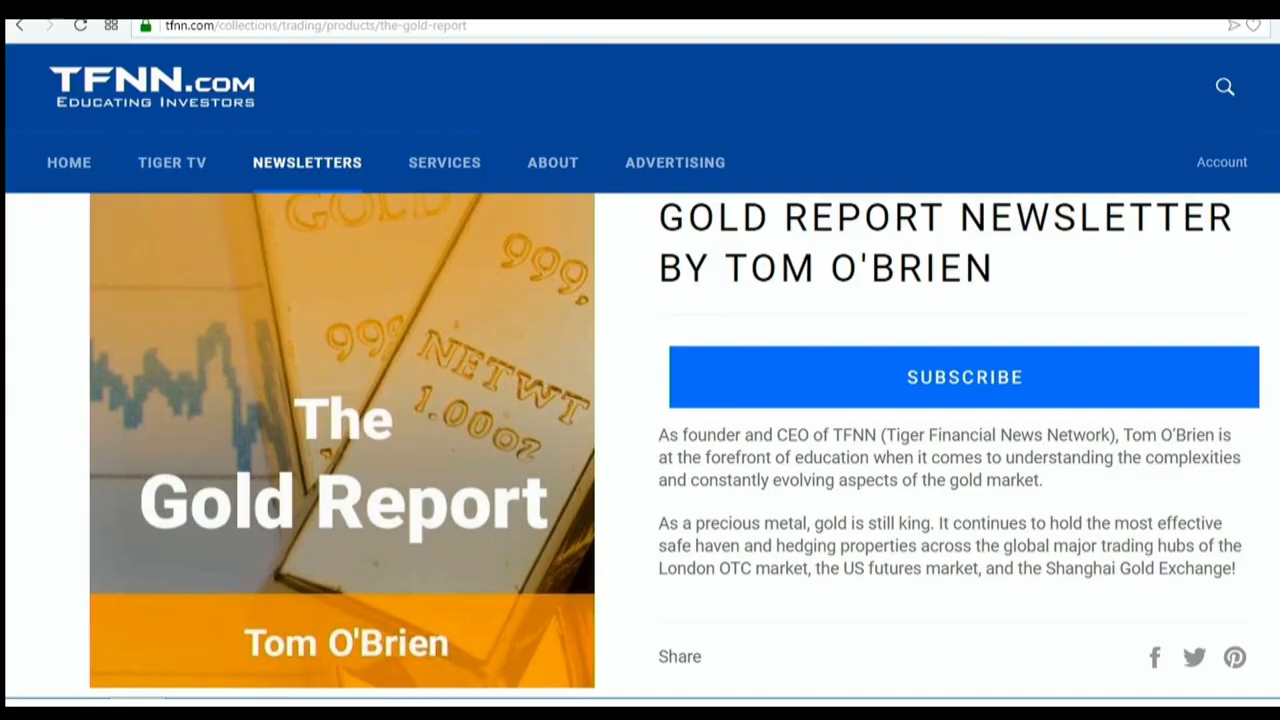 tfnn.com/collections/trading/products/the-gold-report
TFNN.COM
EDUCATING INVESTORS
HOME TIGER TV NEWSLETTERS SERVICES ABOUT ADVERTISING Account
GOLD
999.
999
NETWT
1.00oz
The
Gold Report
Tom O'Brien
GOLD REPORT NEWSLETTER
BY TOM O'BRIEN
SUBSCRIBE
As founder and CEO of TFNN (Tiger Financial News Network), Tom O'Brien is
at the forefront of education when it comes to understanding the complexities
and constantly evolving aspects of the gold market.
As a precious metal, gold is still king. It continues to hold the most effective
safe haven and hedging properties across the global major trading hubs of the
London OTC market, the US futures market, and the Shanghai Gold Exchange!
Share